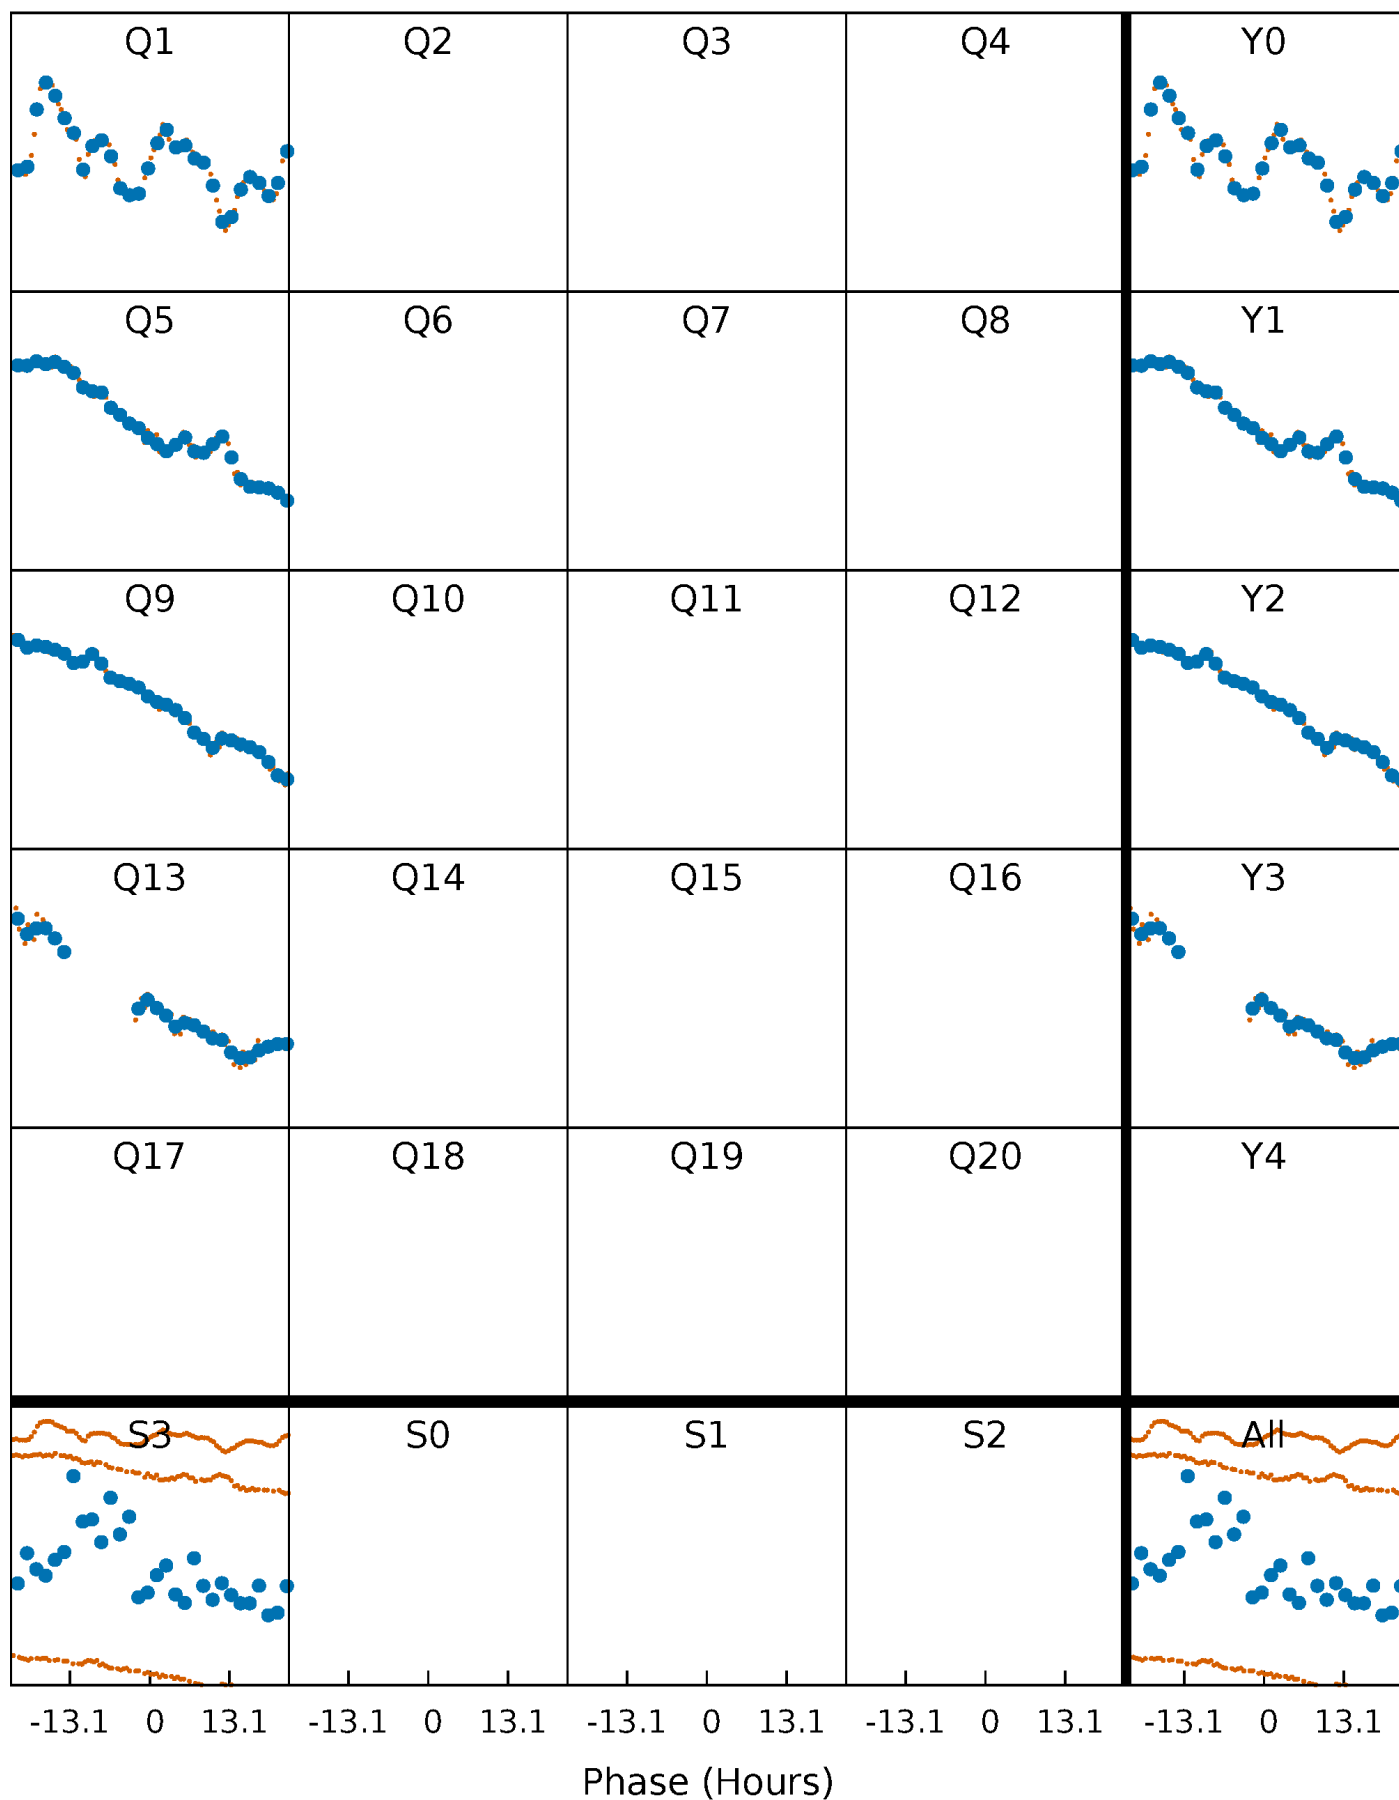 Q1 Q2 Q3 Q4 Y0
Q5 Q6 Q7 Q8 Y1
Q9 Q10 Q11 Q12 Y2
Q13 Q14 Q15 Q16 Y3
Q17 Q18 Q19 Q20 Y4
S3 S0 S1 S2 All
-13.1 0 13.1 -13.1 0 13.1 -13.1 0 13.1 -13.1 0 13.1 -13.1 0 13.1
Phase (Hours)